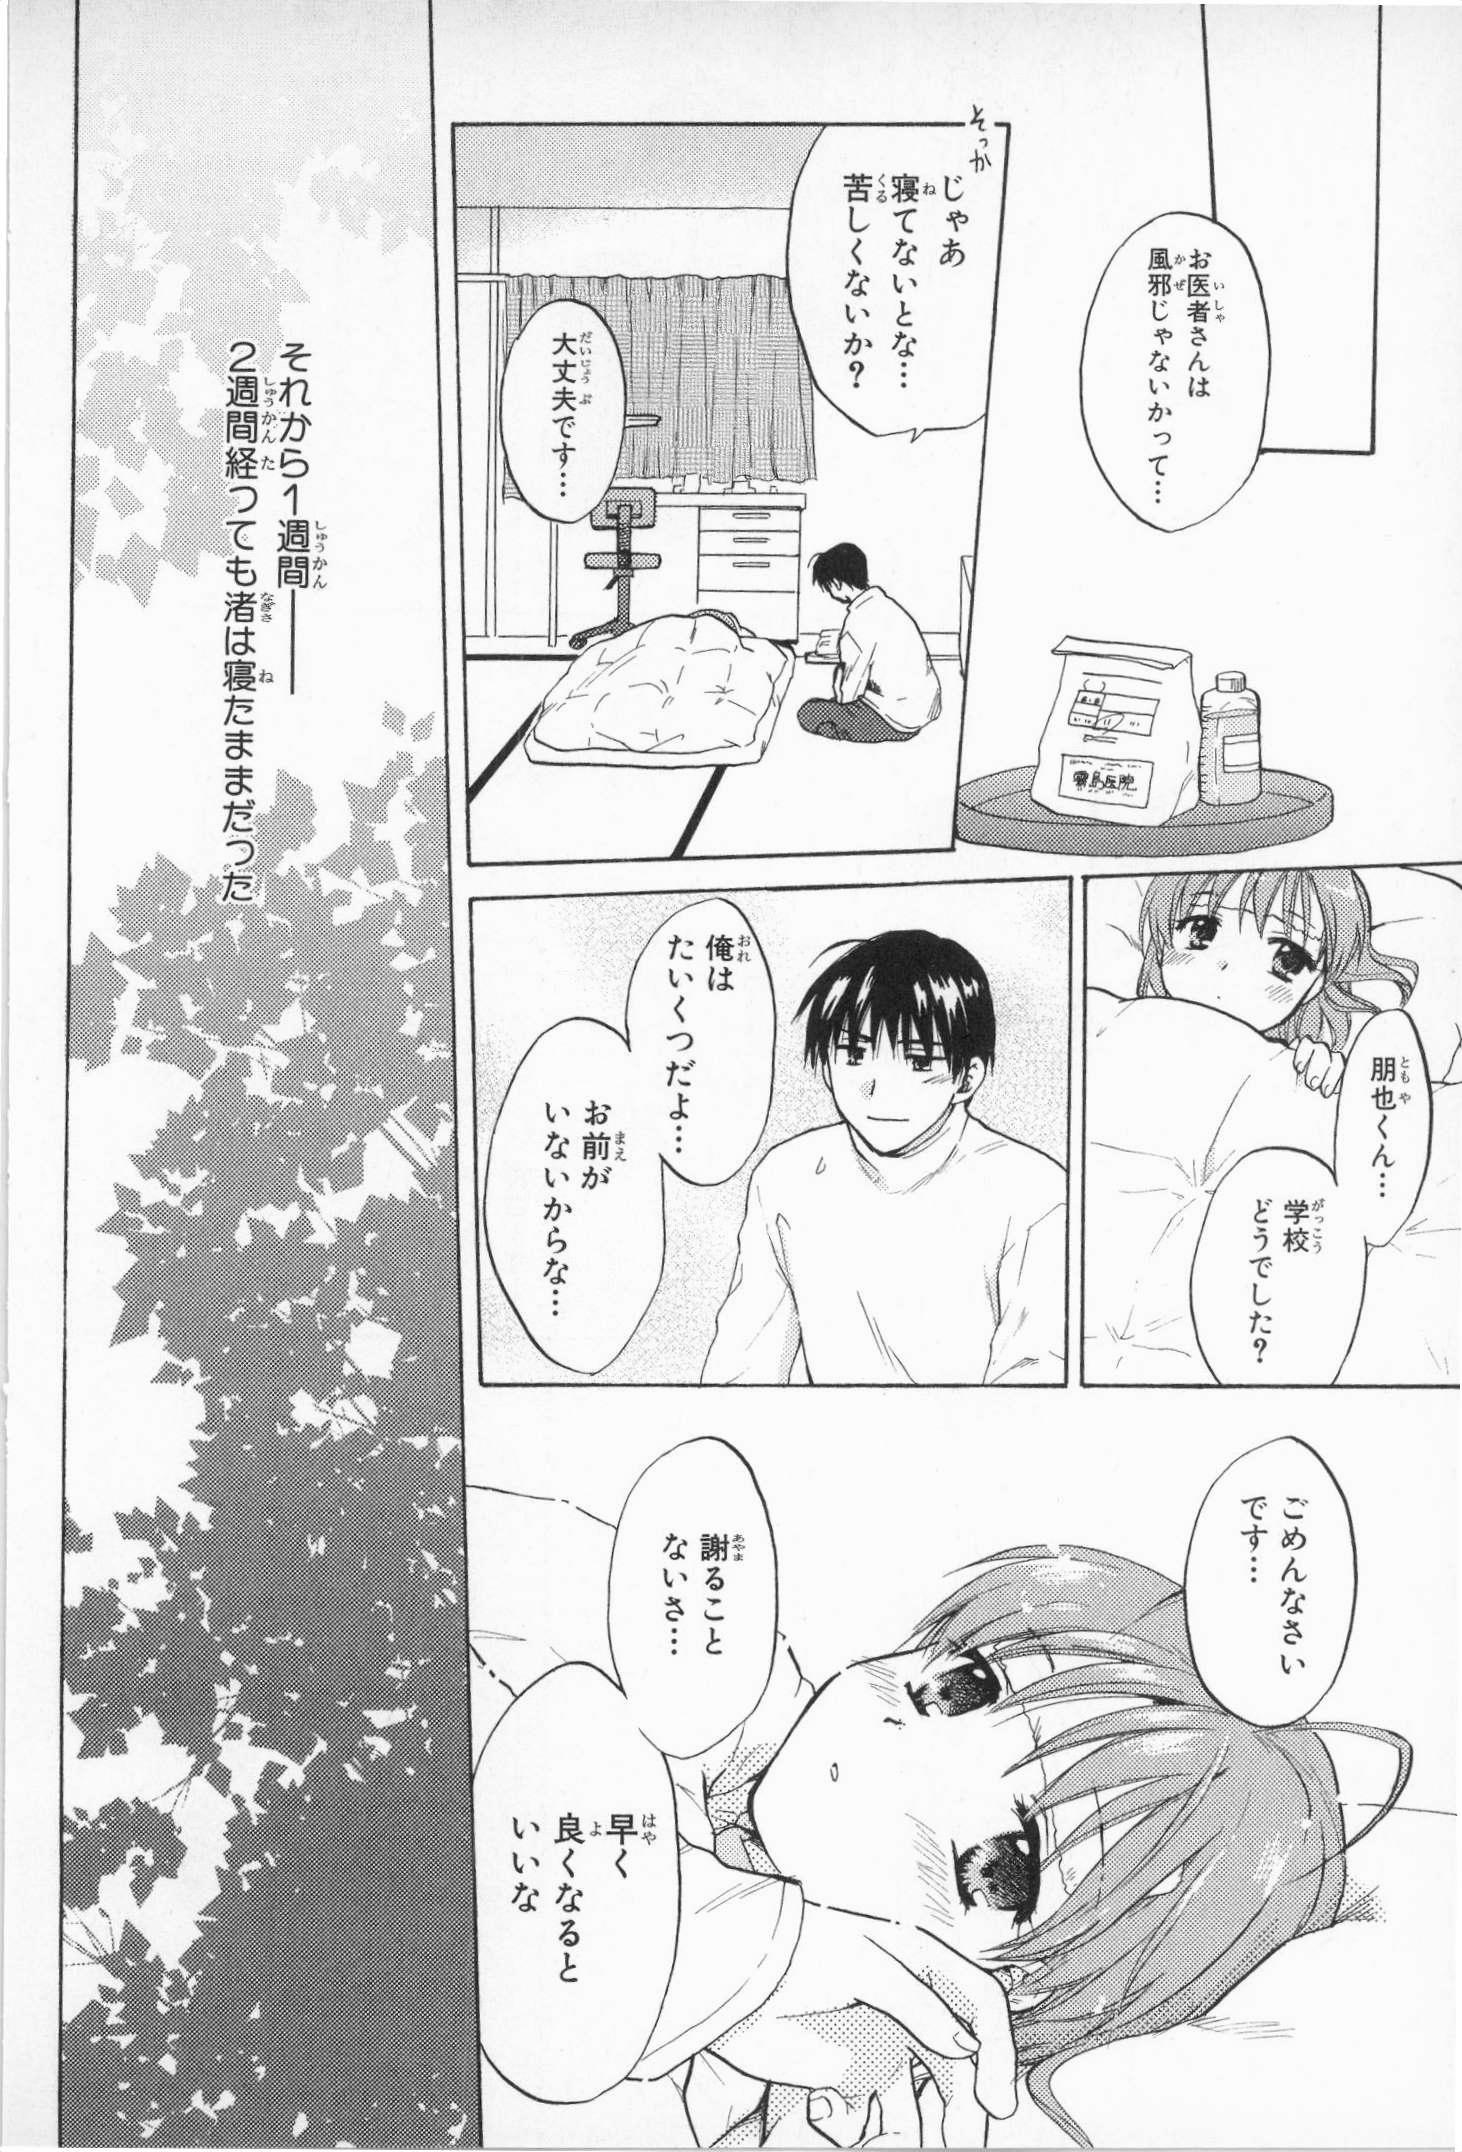 お医者さんは
風邪じゃないかって…
霧島医院
そっか
じゃあ
寝てないとな…
苦しくないか?
大丈夫です…
朋也くん…
学校
どうでした?
俺は
たいくつだよ…
お前が
いないからな…
ごめんなさい
です…
謝ること
ないさ…
早く
良くなると
いいな
それから1週間――
2週間経っても渚は寝たままだった